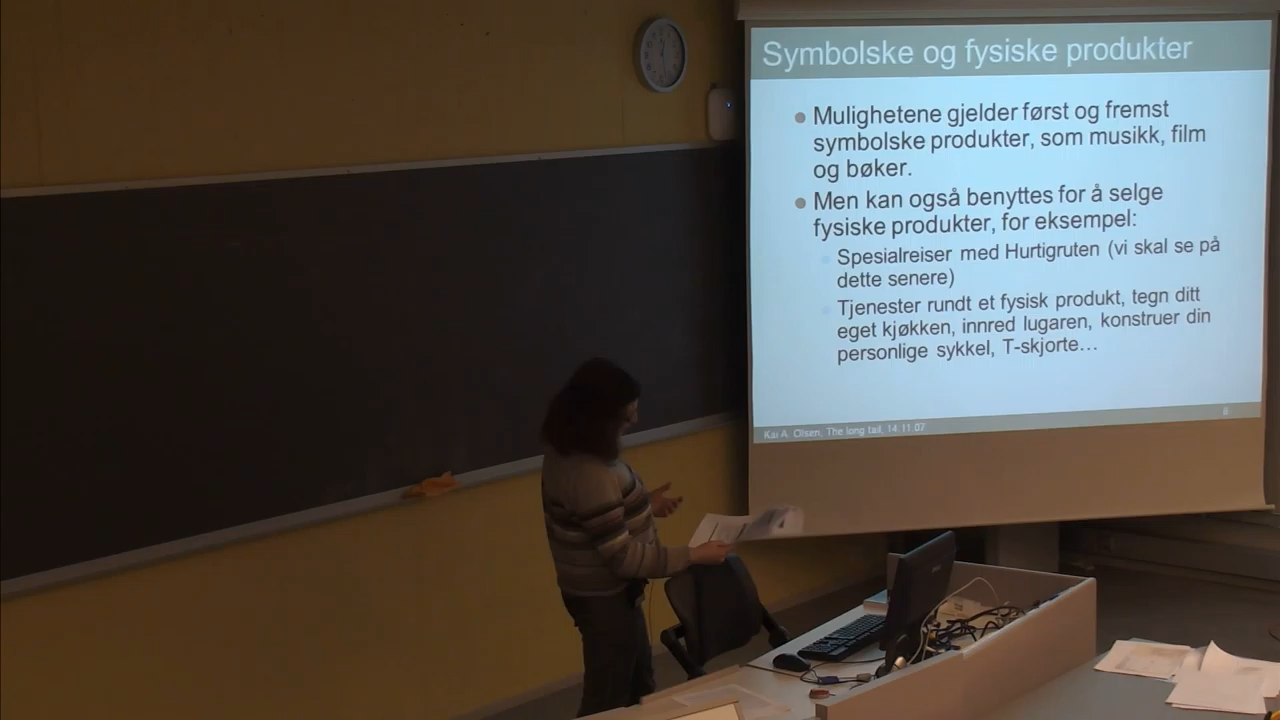 Symbolske og fysiske produkter
Mulighetene gjelder først og fremst
symbolske produkter, som musikk, film
og bøker.
Men kan også benyttes for å selge
fysiske produkter, for eksempel:
Spesialreiser med Hurtigruten (vi skal se på
dette senere)
Tjenester rundt et fysisk produkt, tegn ditt
eget kjøkken, innred lugaren, konstruer din
personlige sykkel, T-skjorte…
Kai A. Olsen, The long tail, 14.11.07